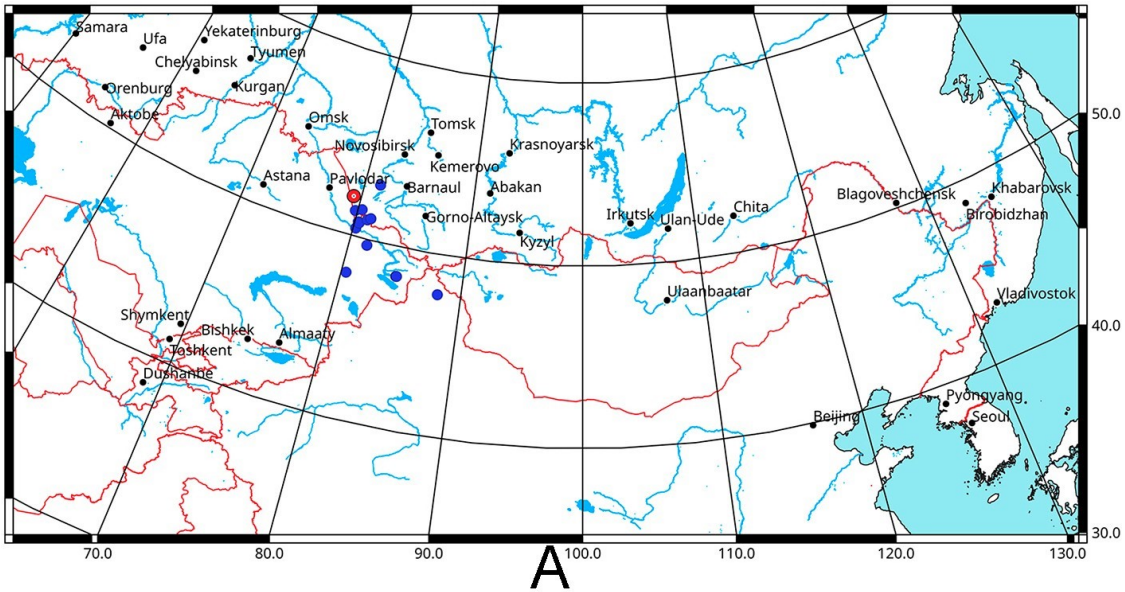 Samara
Ufa
Yekaterinburg
Chelyabinsk
Tyumen
Orenburg
Kurgan
Aktobe
Omsk
Tomsk
50.0
Novosibirsk
Krasnoyarsk
Kemerovo
Astana
Pavlodar
Barnaul
Abakan
Blagoveshchensk
Khabarovsk
Gorno-Altaysk
Irkutsk
Ulan-Ude
Chita
Birobidzhan
Kyzyl
Ulaanbaatar
Vladivostok
Shymkent
Bishkek
Almaaty
40.0
Toshkent
Dushanbe
Pyongyang
Beijing
Seoul
30.0
70.0
80.0
90.0
100.0
110.0
120.0
130.0
A